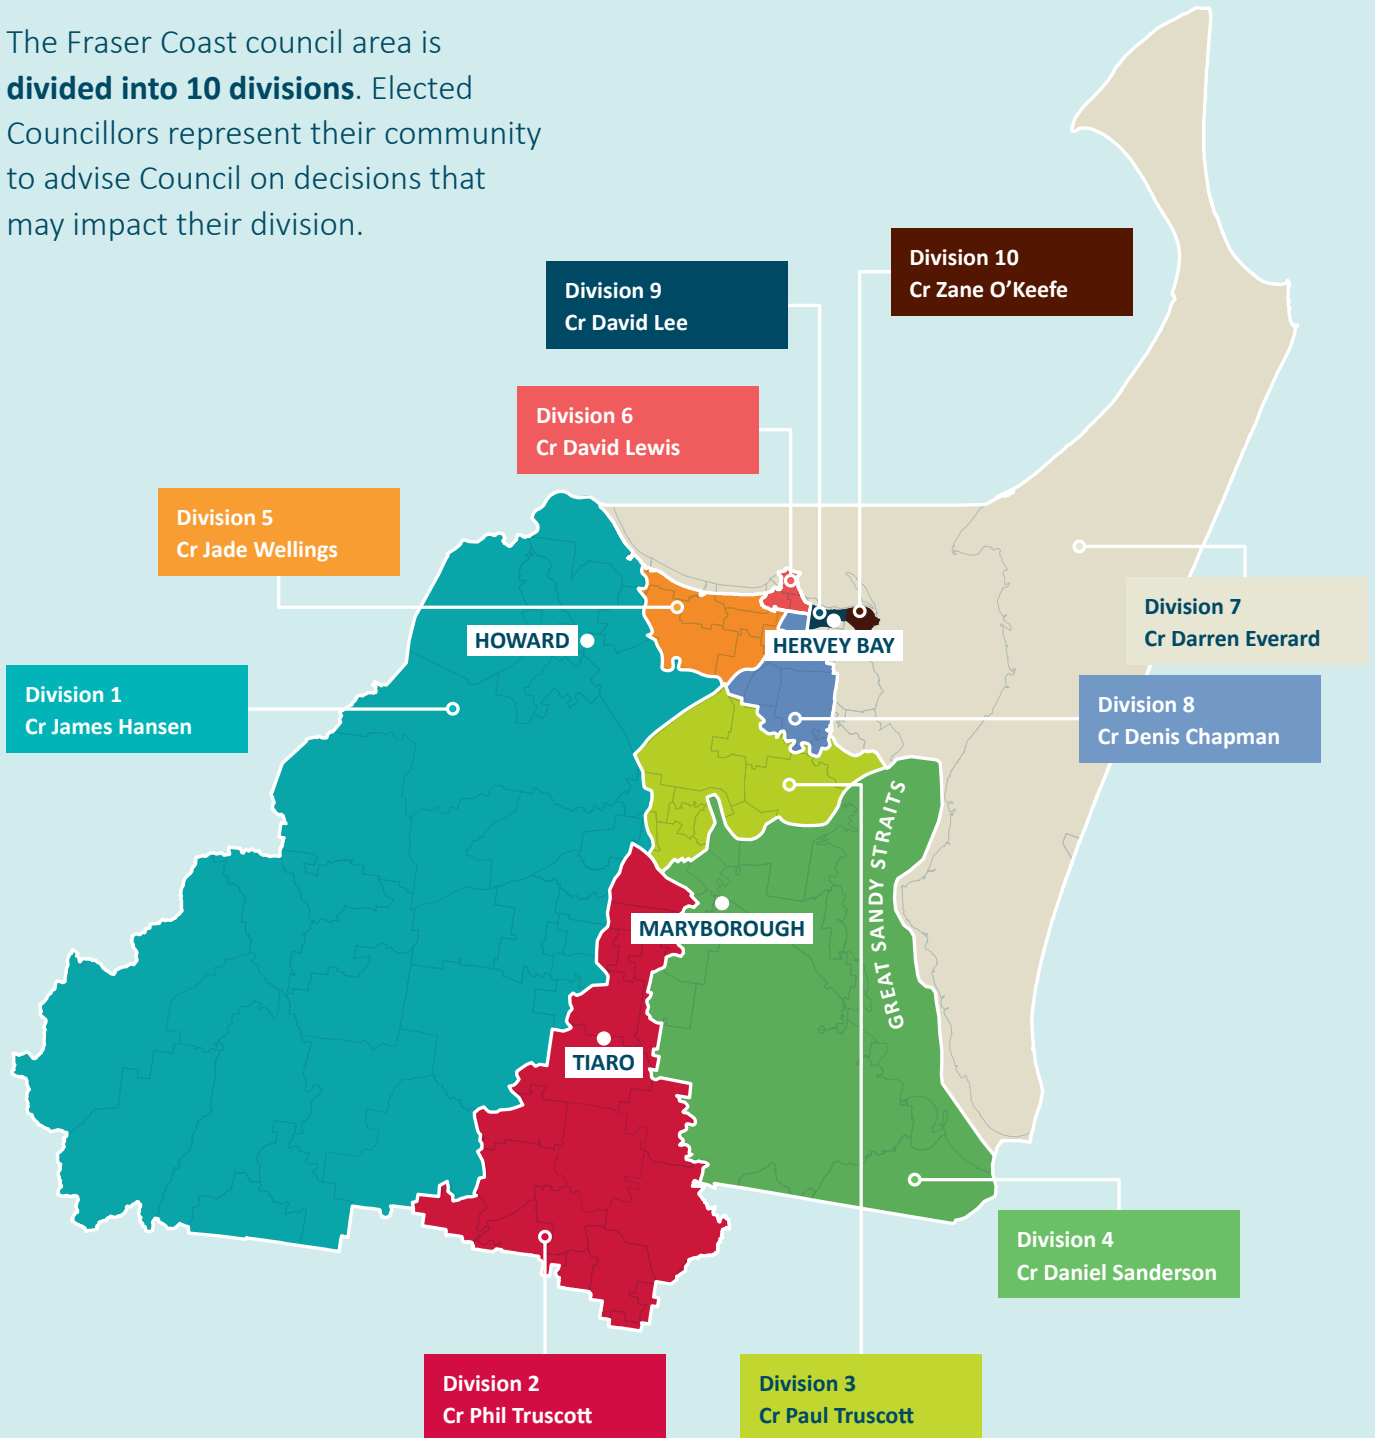 The Fraser Coast council area is
divided into 10 divisions. Elected
Councillors represent their community
to advise Council on decisions that
may impact their division.
Division 10
Cr Zane O'Keefe
Division 9
Cr David Lee
Division 6
Cr David Lewis
Division 5
Cr Jade Wellings
Division 7
Cr Darren Everard
HOWARD
HERVEY BAY
Division 1
Cr James Hansen
Division 8
Cr Denis Chapman
GREAT SANDY STRAITS
MARYBOROUGH
TIARO
Division 4
Cr Daniel Sanderson
Division 2
Cr Phil Truscott
Division 3
Cr Paul Truscott